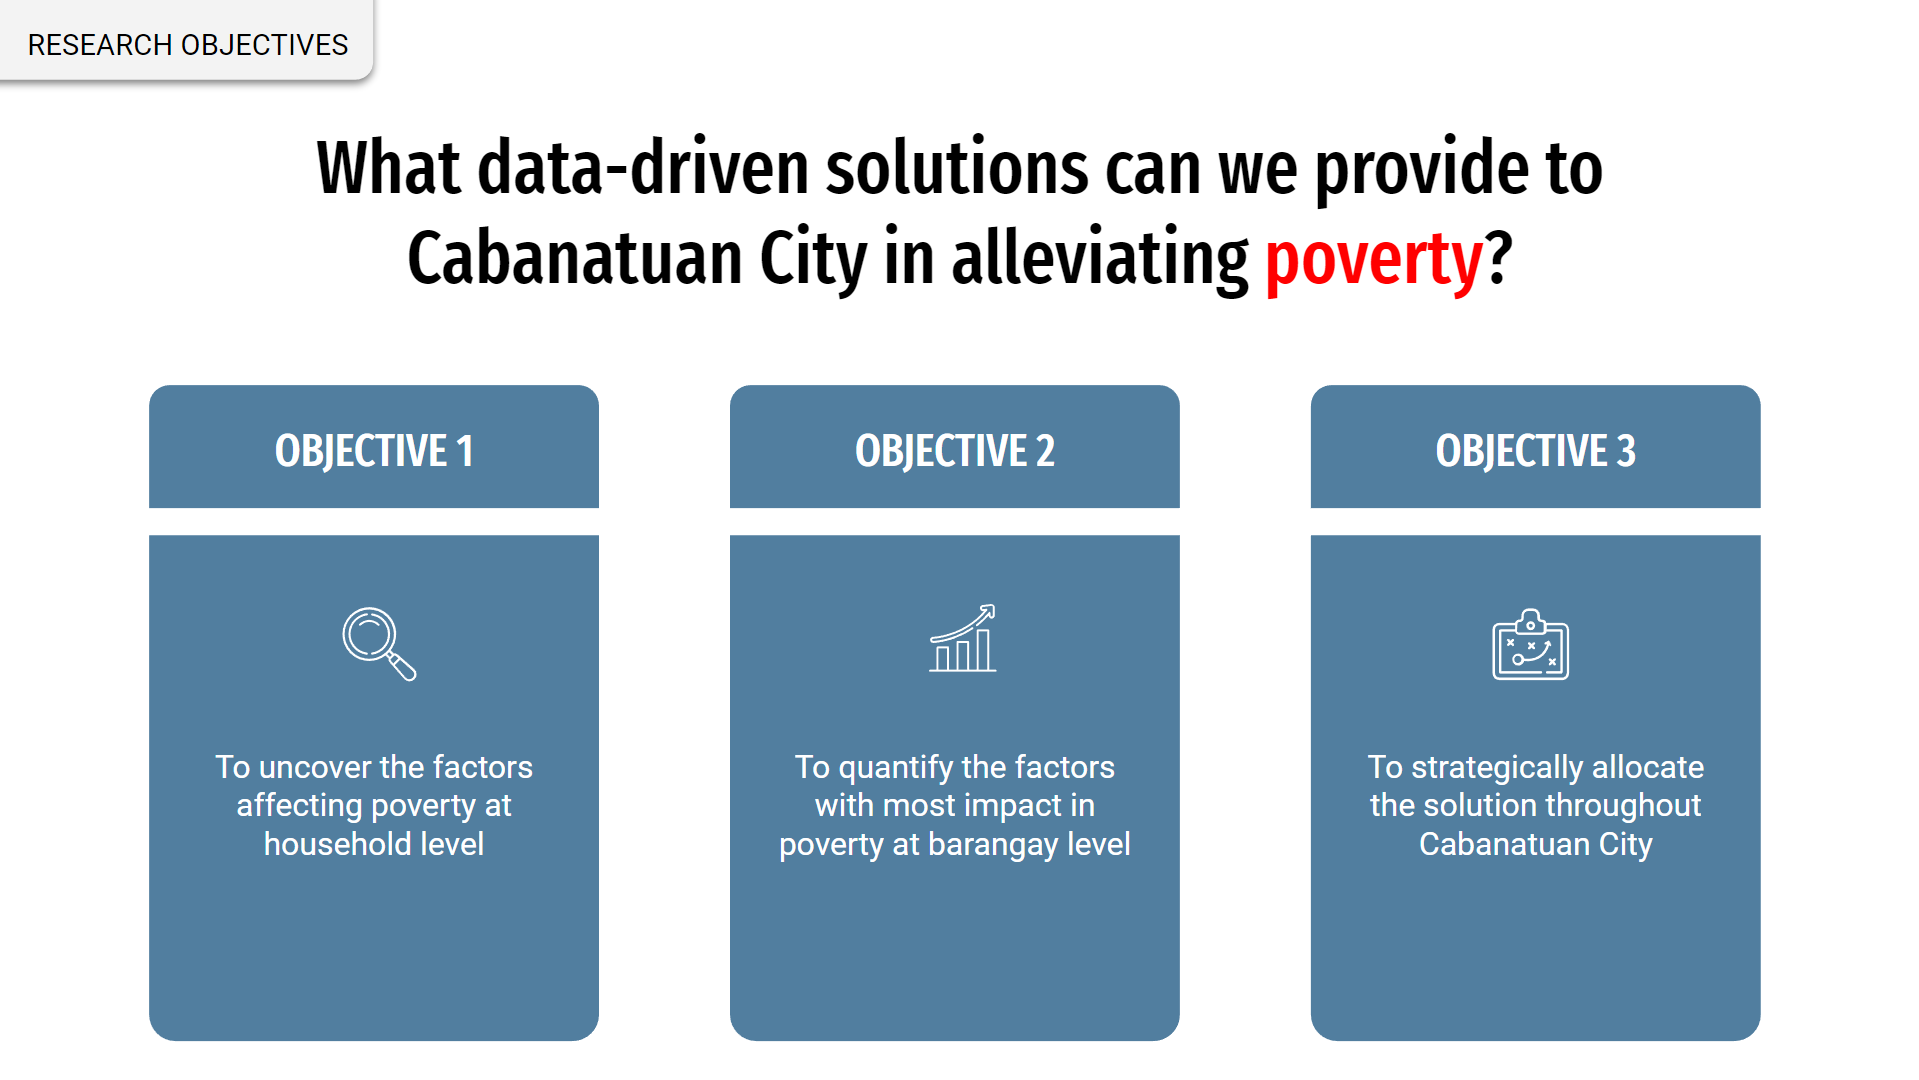 RESEARCH OBJECTIVES
What data-driven solutions can we provide to
Cabanatuan City in alleviating poverty?
OBJECTIVE 1
To uncover the factors
affecting poverty at
household level
OBJECTIVE 2
To quantify the factors
with most impact in
poverty at barangay level
OBJECTIVE 3
To strategically allocate
the solution throughout
Cabanatuan City